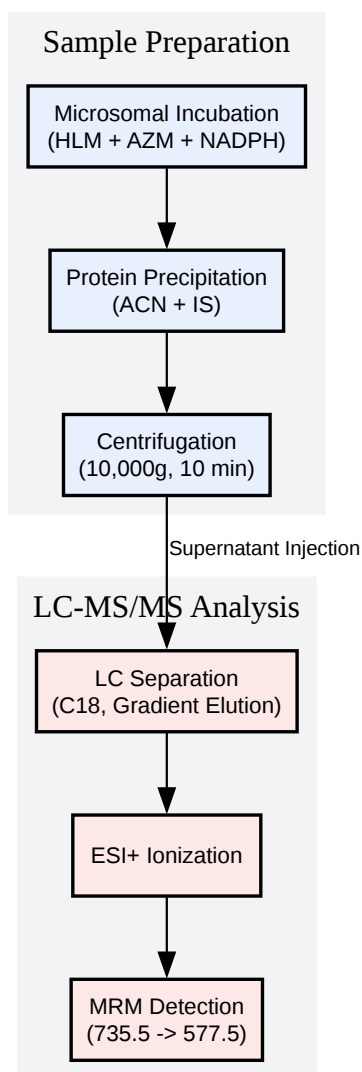 Sample Preparation
Microsomal Incubation
(HLM + AZM + NADPH)
Protein Precipitation
(ACN + IS)
Centrifugation
(10,000g, 10 min)
Supernatant Injection
LC-MS/MS Analysis
LC Separation
(C18, Gradient Elution)
ESI+ Ionization
MRM Detection
(735.5 -> 577.5)